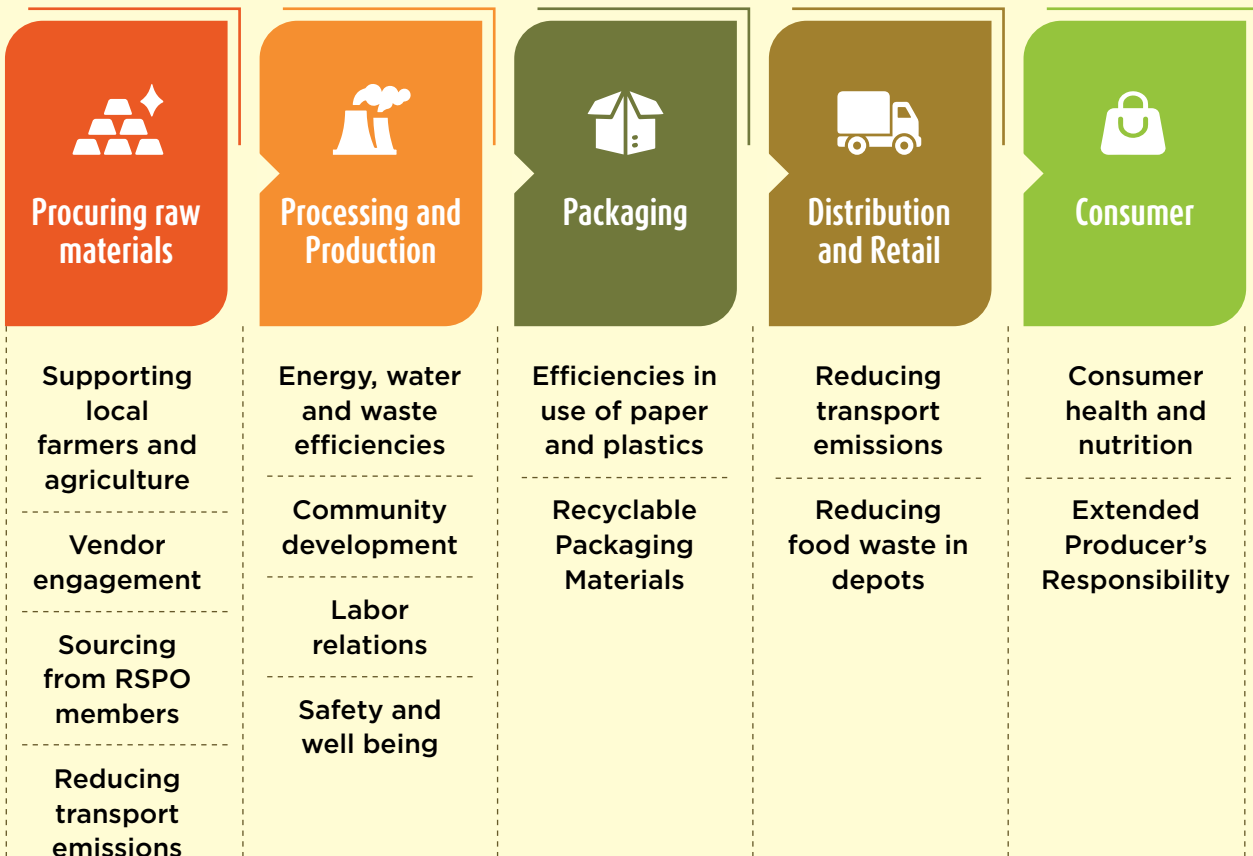 Procuring raw
materials
Supporting
local
farmers and
agriculture
Vendor
engagement
Sourcing
from RSPO
members
Reducing
transport
emissions
Processing and
Production
Energy, water
and waste
efficiencies
Community
development
Labor
relations
Safety and
well being
Packaging
Efficiencies in
use of paper
and plastics
Recyclable
Packaging
Materials
Distribution
and Retail
Reducing
transport
emissions
Reducing
food waste in
depots
Consumer
Consumer
health and
nutrition
Extended
Producer’s
Responsibility